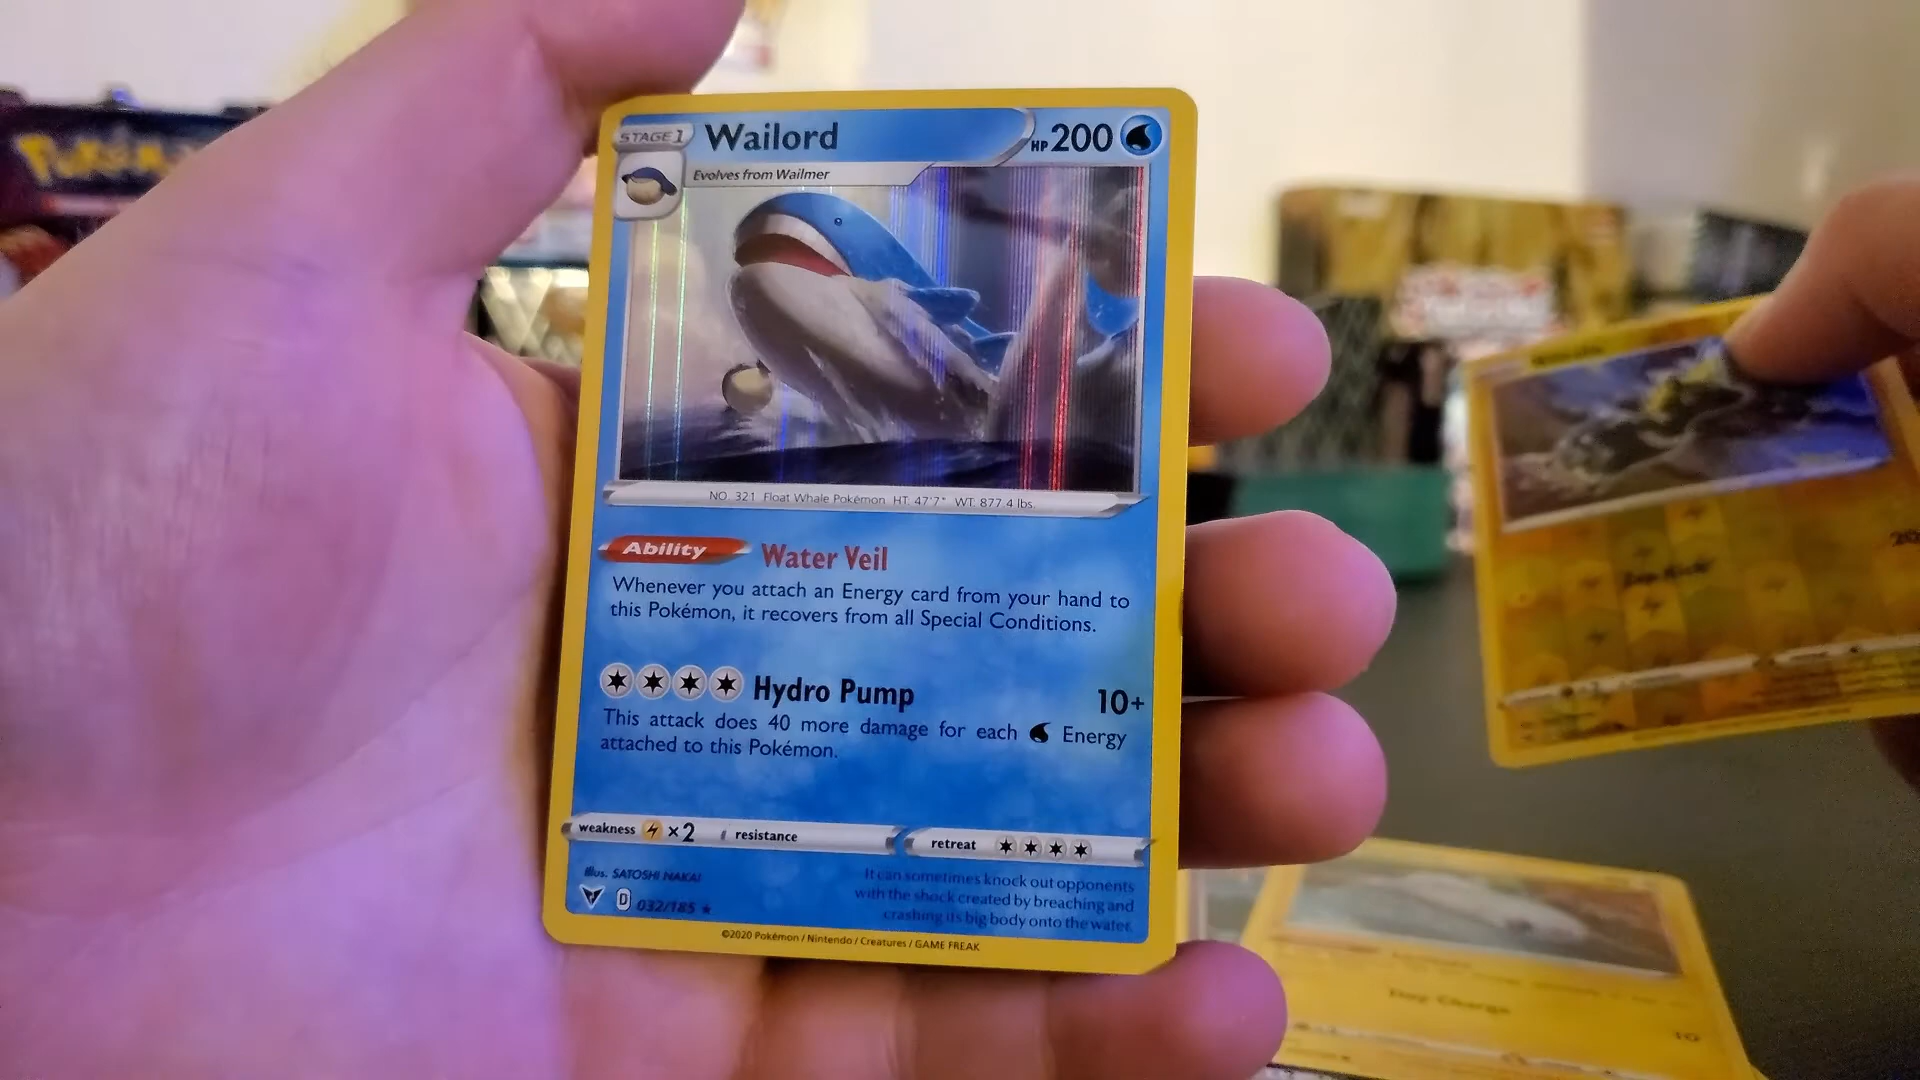 Pokémon
STAGE 1
Wailord
HP 200
Evolves from Wailmer
NO. 321 Float Whale Pokémon HT. 47'7" WT. 877.4 lbs.
Ability Water Veil
Whenever you attach an Energy card from your hand to
this Pokémon, it recovers from all Special Conditions.
Hydro Pump 10+
This attack does 40 more damage for each Energy
attached to this Pokémon.
weakness ×2 resistance retreat
Illus. SATOSHI NAKAI
D 032/185
It can sometimes knock out opponents
with the shock created by breaching and
crashing its big body onto the water.
©2020 Pokémon / Nintendo / Creatures / GAME FREAK
10